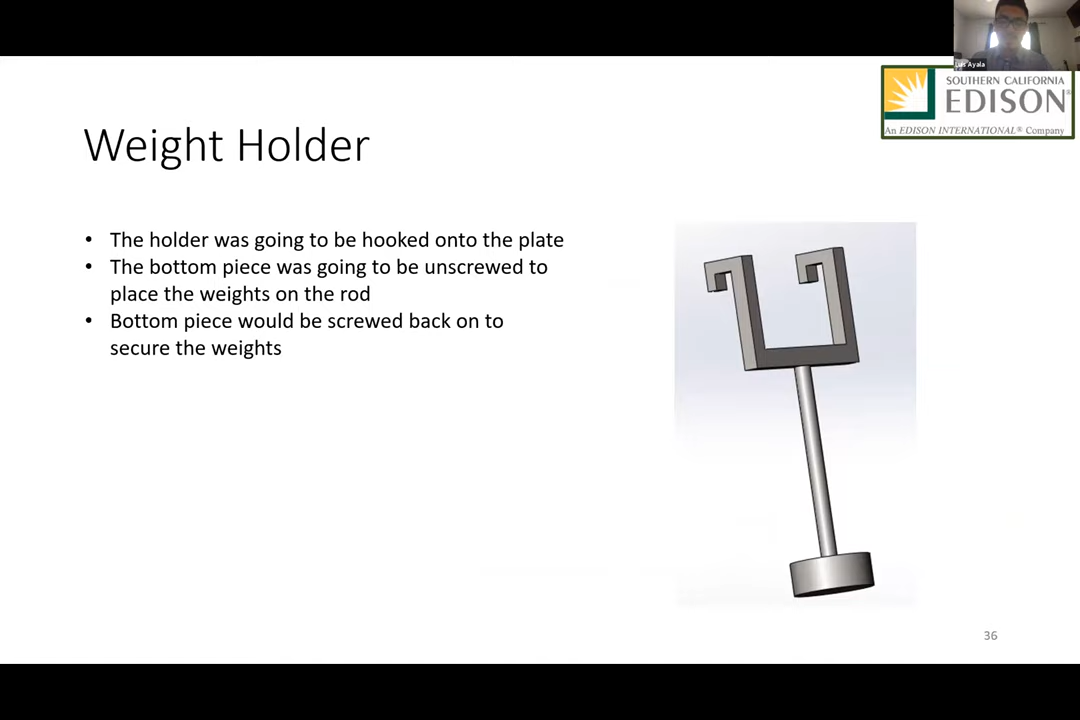 Luis Ayala
SOUTHERN CALIFORNIA
EDISON®
An EDISON INTERNATIONAL® Company
Weight Holder
• The holder was going to be hooked onto the plate
• The bottom piece was going to be unscrewed to
place the weights on the rod
• Bottom piece would be screwed back on to
secure the weights
36